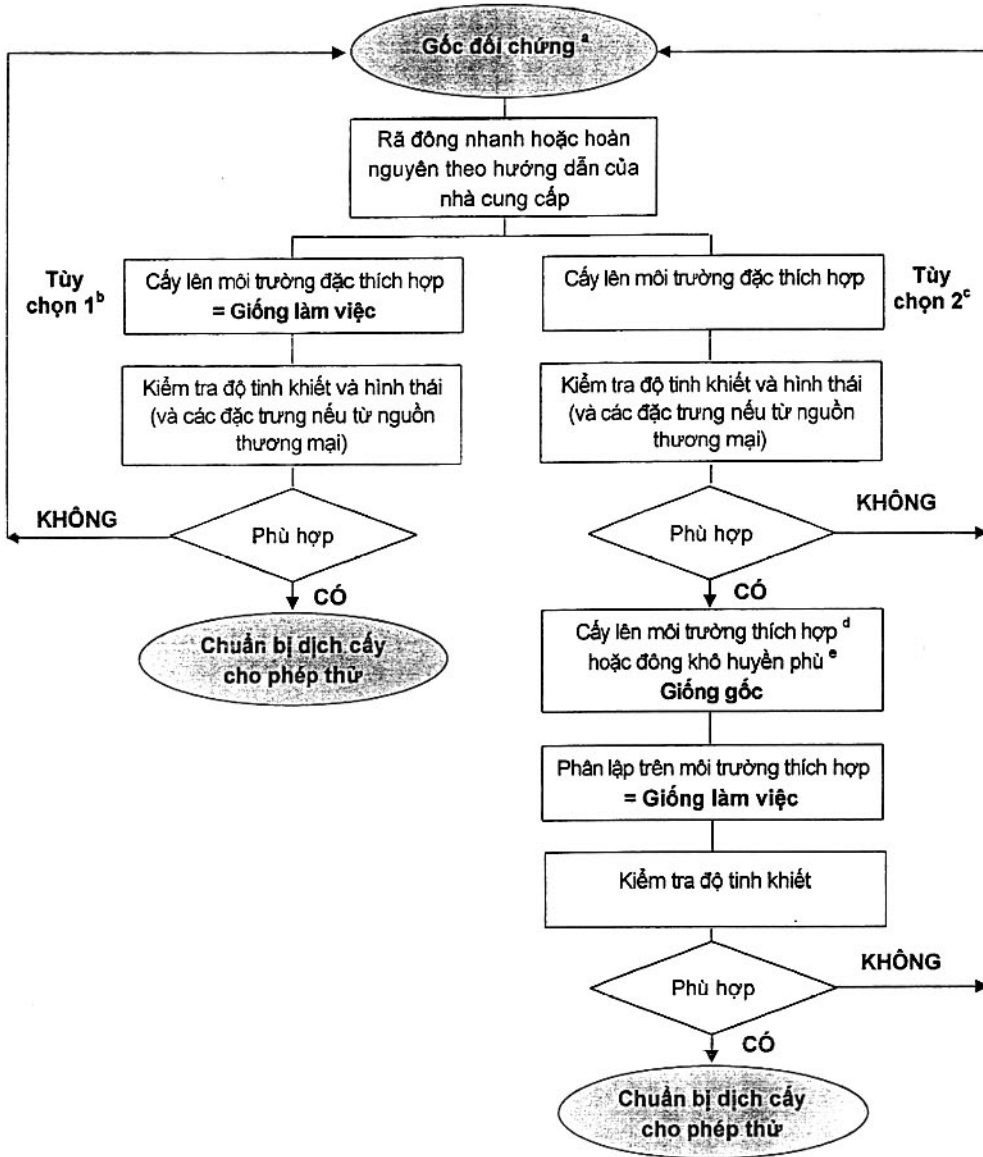 Gốc đối chứng a
Rã đông nhanh hoặc hoàn
nguyên theo hướng dẫn của
nhà cung cấp
Tùy
chọn 1b
Cấy lên môi trường đặc thích hợp
= Giống làm việc
Kiểm tra độ tinh khiết và hình thái
(và các đặc trưng nếu từ nguồn
thương mại)
KHÔNG
Phù hợp
CÓ
Chuẩn bị dịch cấy
cho phép thử
Cấy lên môi trường đặc thích hợp
Tùy
chọn 2c
Kiểm tra độ tinh khiết và hình thái
(và các đặc trưng nếu từ nguồn
thương mại)
KHÔNG
Phù hợp
CÓ
Cấy lên môi trường thích hợp d
hoặc đông khô huyền phù e
Giống gốc
Phân lập trên môi trường thích hợp
= Giống làm việc
Kiểm tra độ tinh khiết
KHÔNG
Phù hợp
CÓ
Chuẩn bị dịch cấy
cho phép thử